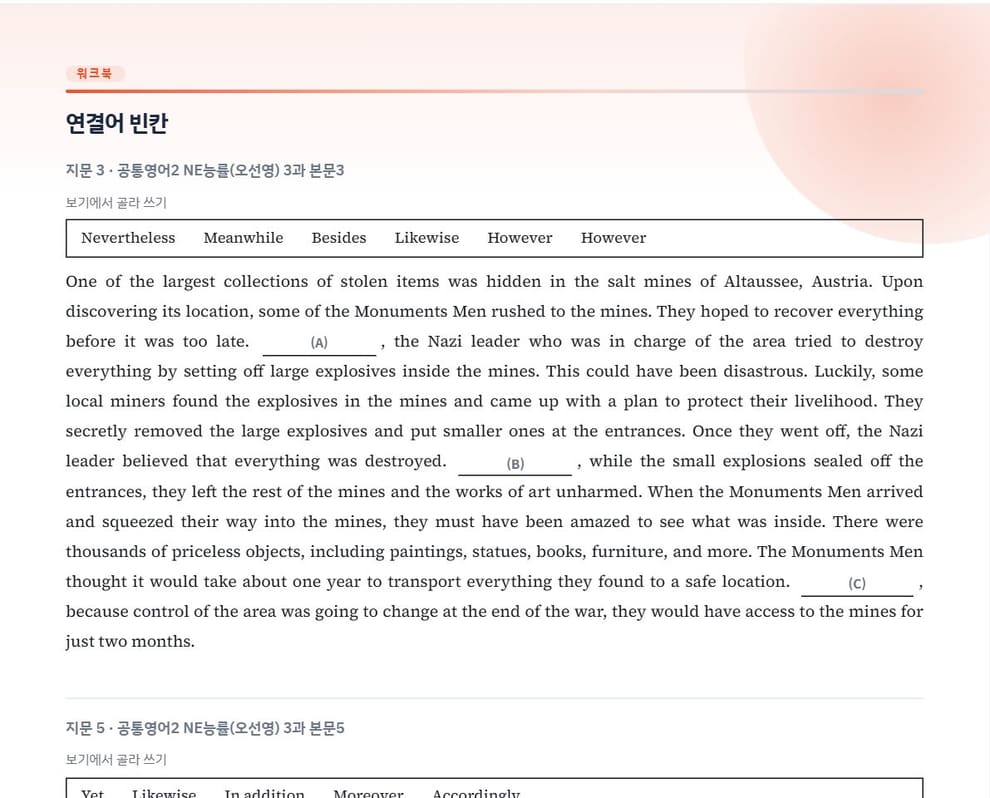 워크북
연결어 빈칸
지문 3 · 공통영어2 NE능률(오선영) 3과 본문3
보기에서 골라 쓰기
Nevertheless Meanwhile Besides Likewise However However
One of the largest collections of stolen items was hidden in the salt mines of Altaussee, Austria. Upon
discovering its location, some of the Monuments Men rushed to the mines. They hoped to recover everything
before it was too late. (A) , the Nazi leader who was in charge of the area tried to destroy
everything by setting off large explosives inside the mines. This could have been disastrous. Luckily, some
local miners found the explosives in the mines and came up with a plan to protect their livelihood. They
secretly removed the large explosives and put smaller ones at the entrances. Once they went off, the Nazi
leader believed that everything was destroyed. (B) , while the small explosions sealed off the
entrances, they left the rest of the mines and the works of art unharmed. When the Monuments Men arrived
and squeezed their way into the mines, they must have been amazed to see what was inside. There were
thousands of priceless objects, including paintings, statues, books, furniture, and more. The Monuments Men
thought it would take about one year to transport everything they found to a safe location. (C) ,
because control of the area was going to change at the end of the war, they would have access to the mines for
just two months.
지문 5 · 공통영어2 NE능률(오선영) 3과 본문5
보기에서 골라 쓰기
Yet Likewise In addition Moreover Accordingly